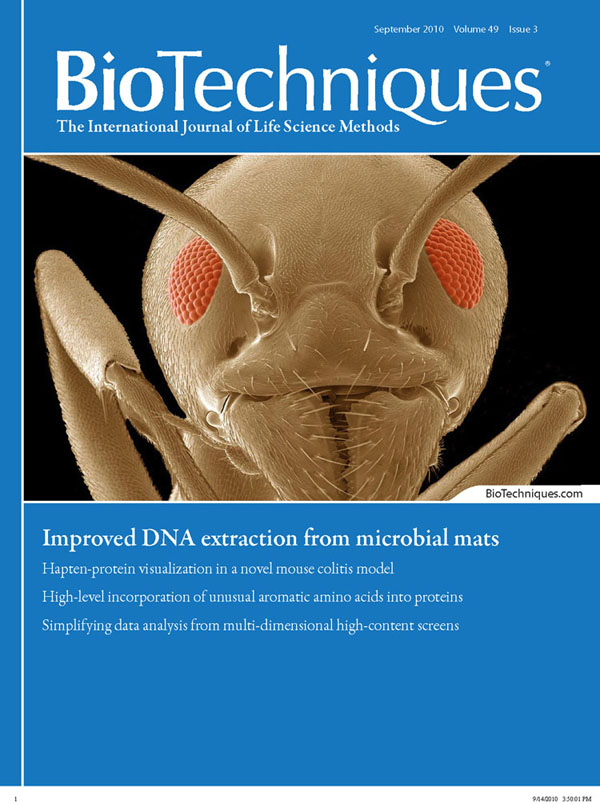 September 2010 Volume 49 Issue 3
BioTechniques®
The International Journal of Life Science Methods
BioTechniques.com
Improved DNA extraction from microbial mats
Hapten-protein visualization in a novel mouse colitis model
High-level incorporation of unusual aromatic amino acids into proteins
Simplifying data analysis from multi-dimensional high-content screens
1 9/14/2010 3:50:01 PM